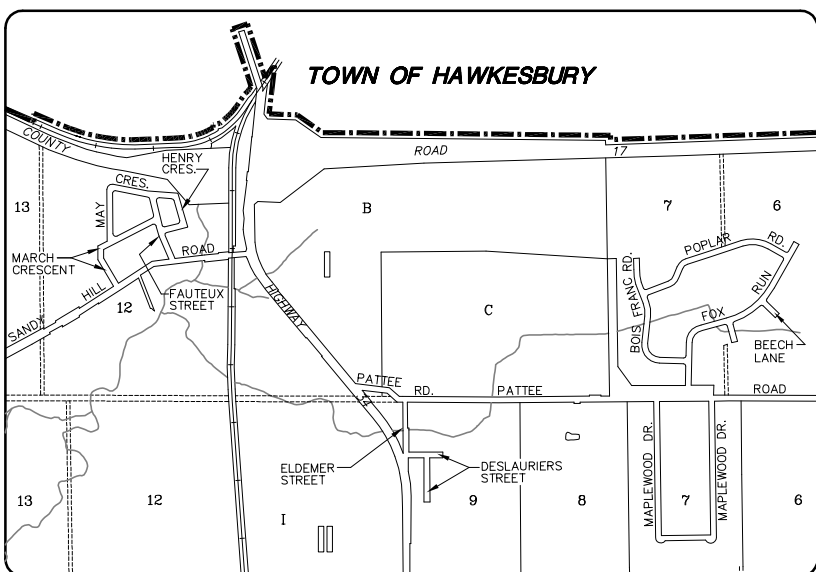 TOWN OF HAWKESBURY
COUNTY
ROAD
17
HENRY
CRES.
CRES.
MAY
13
B
7
6
POPLAR
RD.
MARCH
CRESCENT
ROAD
HILL
SANDY
12
FAUTEUX
STREET
HIGHWAY
34
C
BOIS FRANC RD.
FOX
RUN
BEECH
LANE
PATTEE
RD.
PATTEE
ROAD
ELDEMER
STREET
DESLAURIERS
STREET
MAPLEWOOD DR.
MAPLEWOOD DR.
13
12
I
9
8
7
6